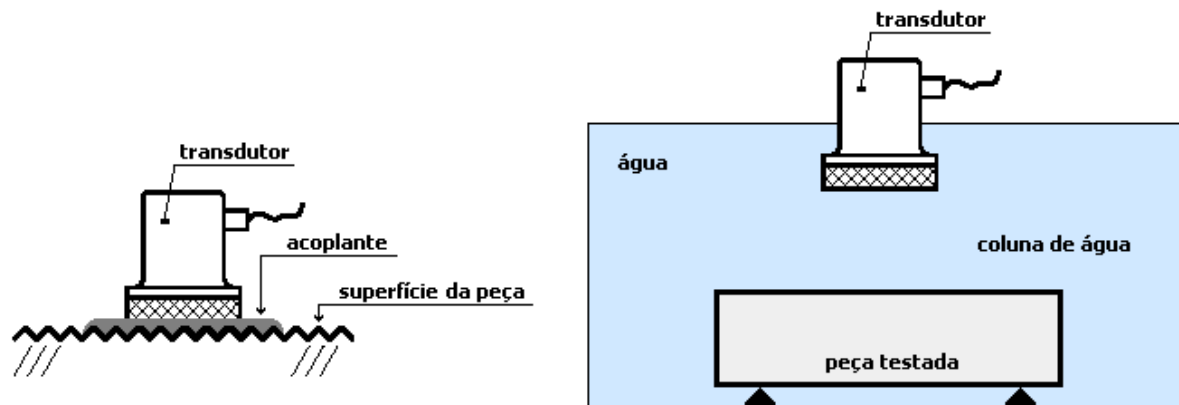 transdutor
acoplante
superfície da peça
transdutor
água
coluna de água
peça testada